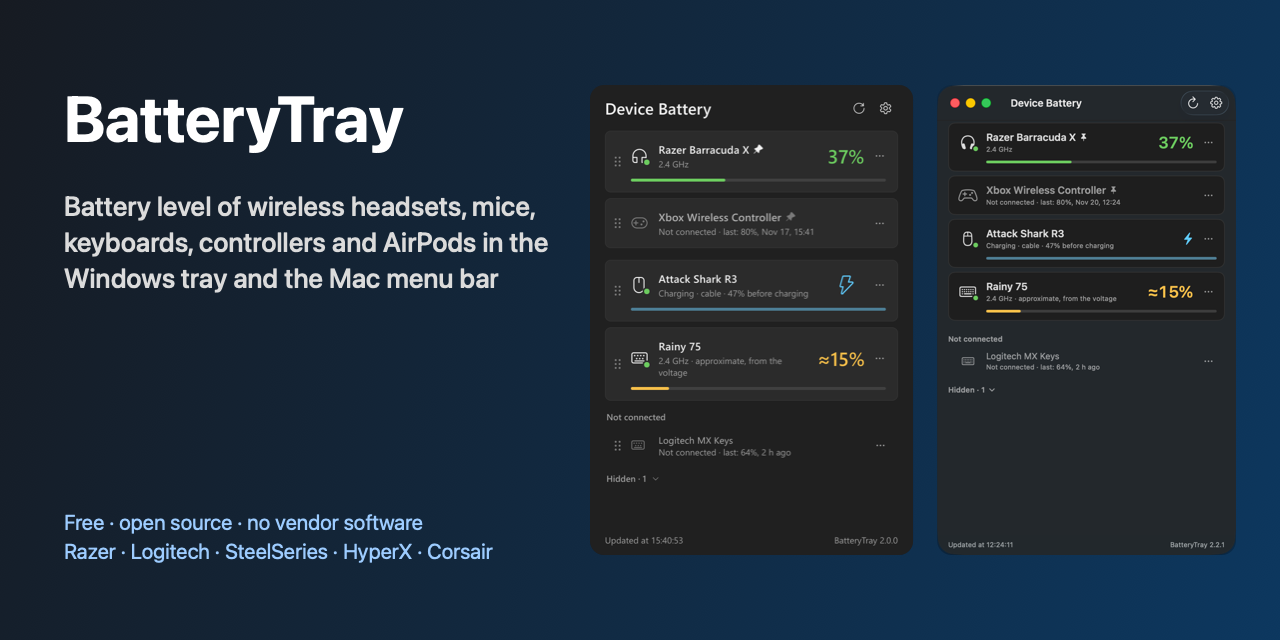 BatteryTray
Battery level of wireless headsets, mice,
keyboards, controllers and AirPods in the
Windows tray and the Mac menu bar
Free · open source · no vendor software
Razer · Logitech · SteelSeries · HyperX · Corsair
Device Battery
Razer Barracuda X
2.4 GHz
37%
Xbox Wireless Controller
Not connected · last: 80%, Nov 17, 15:41
Attack Shark R3
Charging · cable · 47% before charging
Rainy 75
2.4 GHz · approximate, from the
voltage
≈15%
Not connected
Logitech MX Keys
Not connected · last: 64%, 2 h ago
Hidden · 1
Updated at 15:40:53
BatteryTray 2.0.0
Device Battery
Razer Barracuda X
2.4 GHz
37%
Xbox Wireless Controller
Not connected · last: 80%, Nov 20, 12:24
Attack Shark R3
Charging · cable · 47% before charging
Rainy 75
2.4 GHz · approximate, from the voltage
≈15%
Not connected
Logitech MX Keys
Not connected · last: 64%, 2 h ago
Hidden · 1
Updated at 12:24:11
BatteryTray 2.2.1